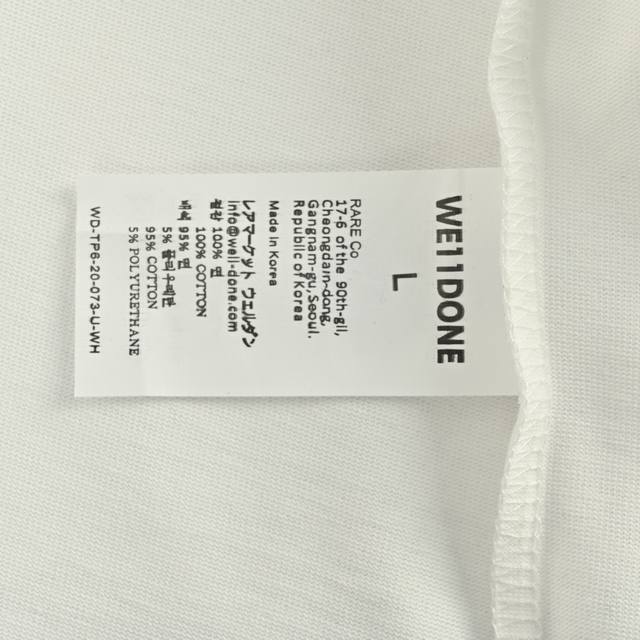 WE11DONE
L
RARE Co
17-6 of the 90th-gil,
Cheongdain-dong,
Gangnam-gu, Seoul.
Republic of Korea
Made in Korea
レアマーケット ウェルダン
info@well-done.com
겉감 100% 면
100% COTTON
배색 95% 면
5% 폴리우레탄
95% COTTON
5% POLYURETHANE
WD-TP6-20-073-U-WH